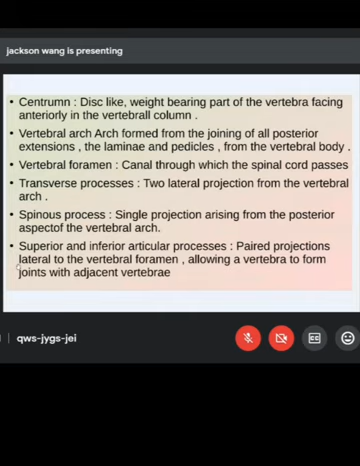 jackson wang is presenting
• Centrumn : Disc like, weight bearing part of the vertebra facing
anteriorly in the vertebrall column .
• Vertebral arch Arch formed from the joining of all posterior
extensions , the laminae and pedicles , from the vertebral body .
• Vertebral foramen : Canal through which the spinal cord passes
• Transverse processes : Two lateral projection from the vertebral
arch .
• Spinous process : Single projection arising from the posterior
aspectof the vertebral arch.
• Superior and inferior articular processes : Paired projections
lateral to the vertebral foramen , allowing a vertebra to form
joints with adjacent vertebrae
| qws-jygs-jei
CC